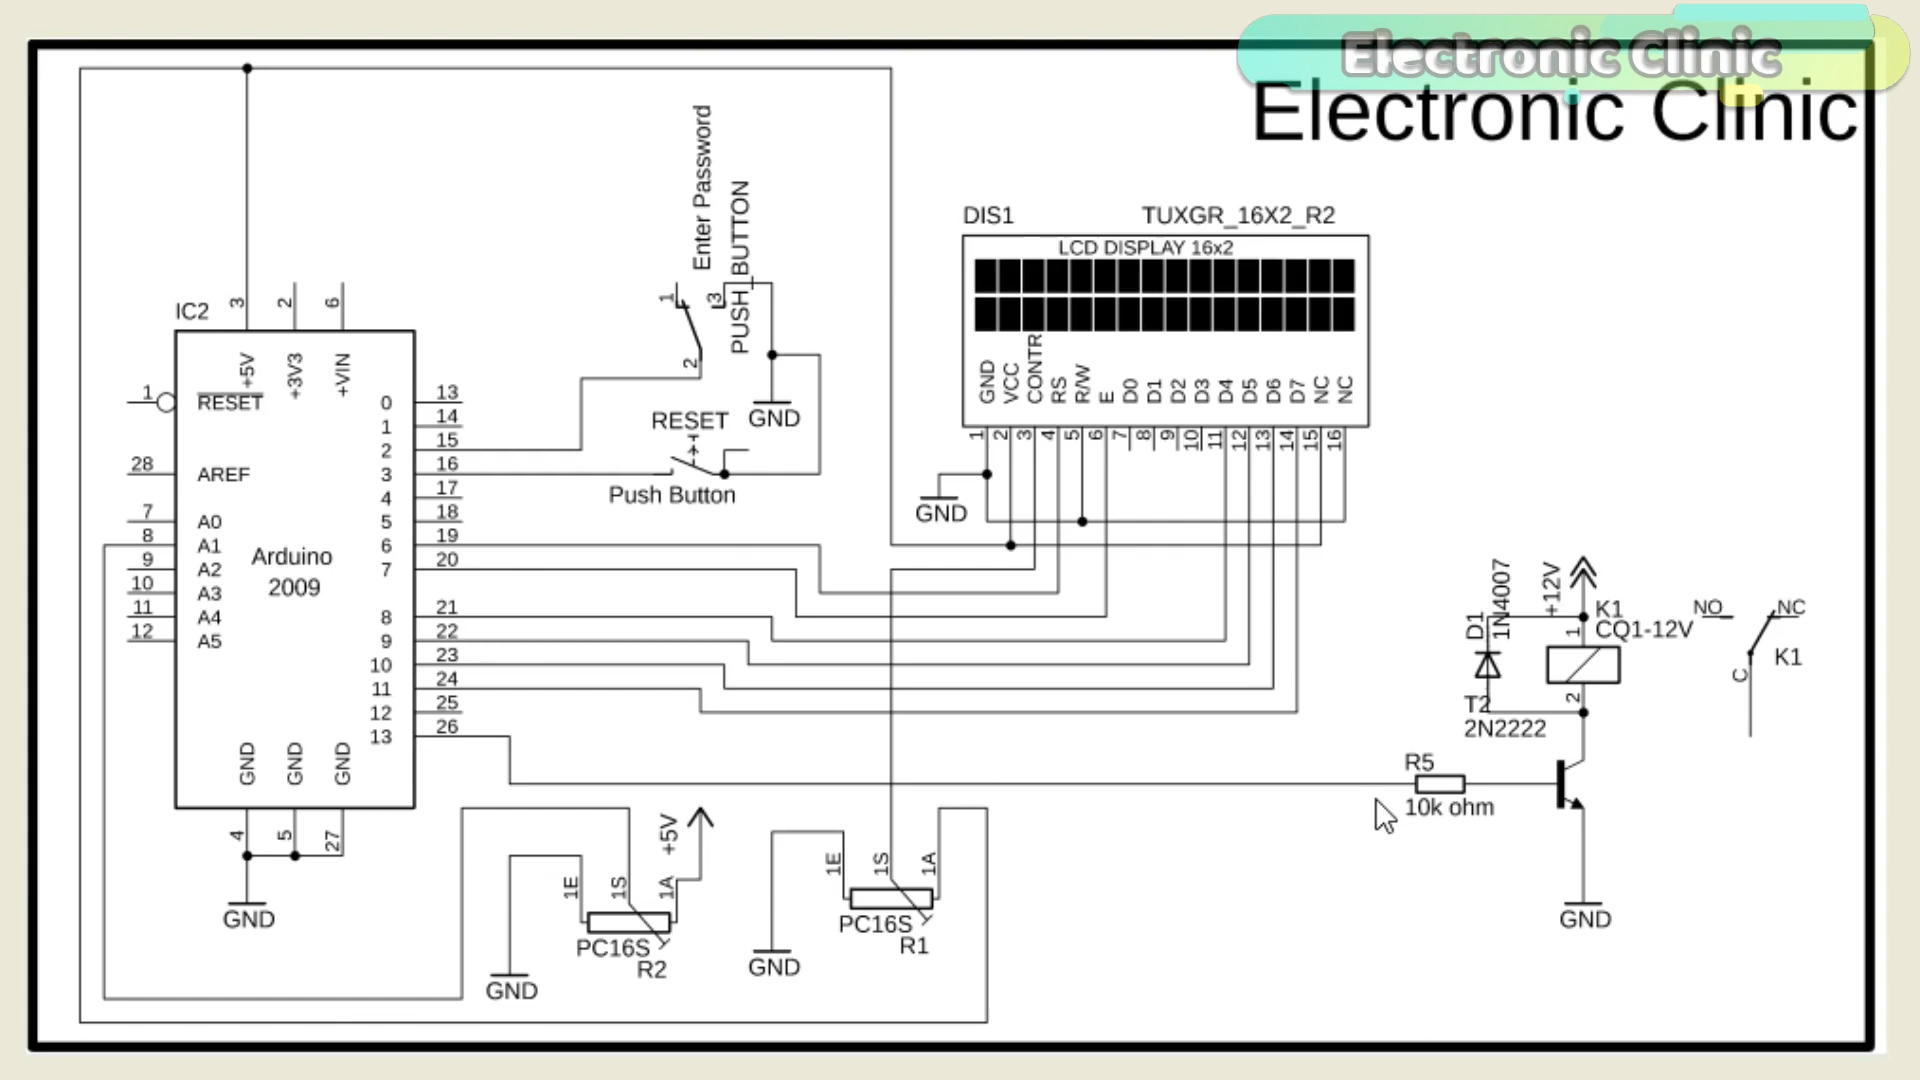 Electronic Clinic
Electronic Clinic
Enter Password
PUSH BUTTON
1
3
2
GND
RESET
Push Button
DIS1 TUXGR_16X2_R2
LCD DISPLAY 16x2
GND VCC CONTR RS R/W E D0 D1 D2 D3 D4 D5 D6 D7 NC NC
1 2 3 4 5 6 7 8 9 10 11 12 13 14 15 16
GND
IC2
3 2 6
+5V +3V3 +VIN
1 RESET
28 AREF
7 A0
8 A1
9 A2
10 A3
11 A4
12 A5
Arduino
2009
0 13
1 14
2 15
3 16
4 17
5 18
6 19
7 20
8 21
9 22
10 23
11 24
12 25
13 26
GND GND GND
4 5 27
GND
1E 1S 1A +5V
PC16S
R2
GND
1E 1S 1A
PC16S
R1
GND
D1 1N4007
+12V
K1
CQ1-12V
1
2
NO NC
K1
C
T2
2N2222
R5
10k ohm
GND